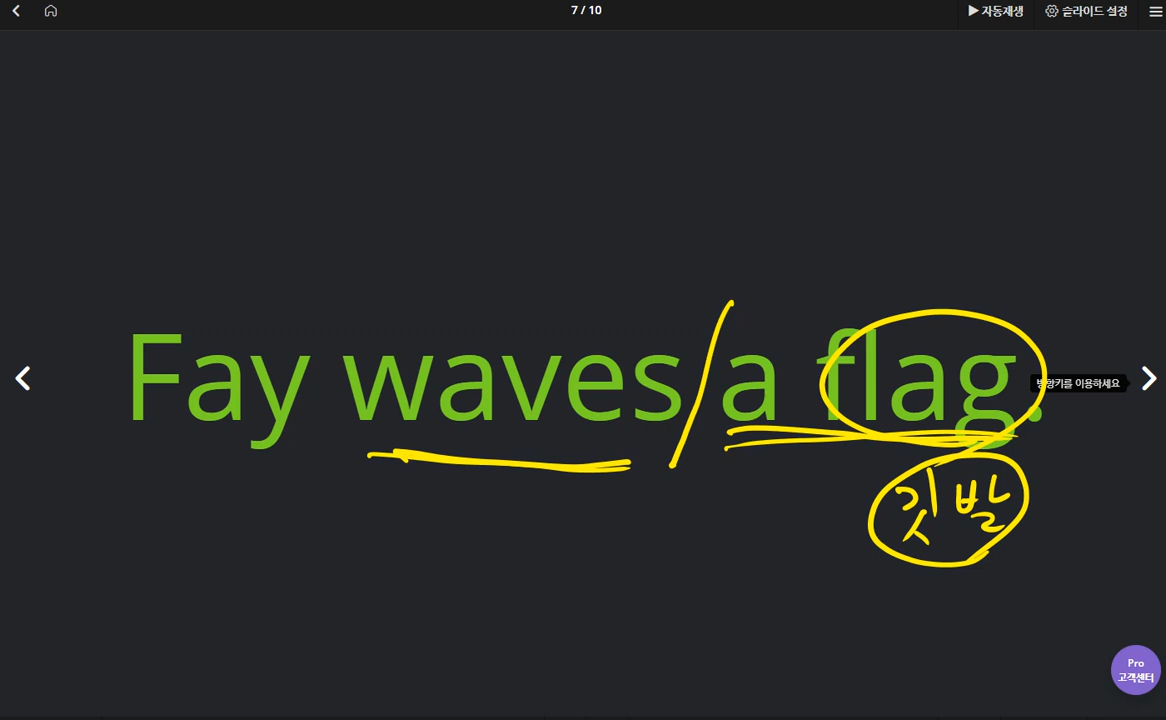 7 / 10
▶ 자동재생
슬라이드 설정
Fay waves / a flag.
방향키를 이용하세요
깃발
Pro
고객센터